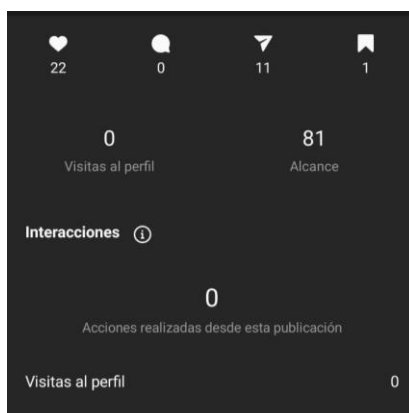 22 0 11 1
0 81
Visitas al perfil Alcance
Interacciones
0
Acciones realizadas desde esta publicación
Visitas al perfil 0